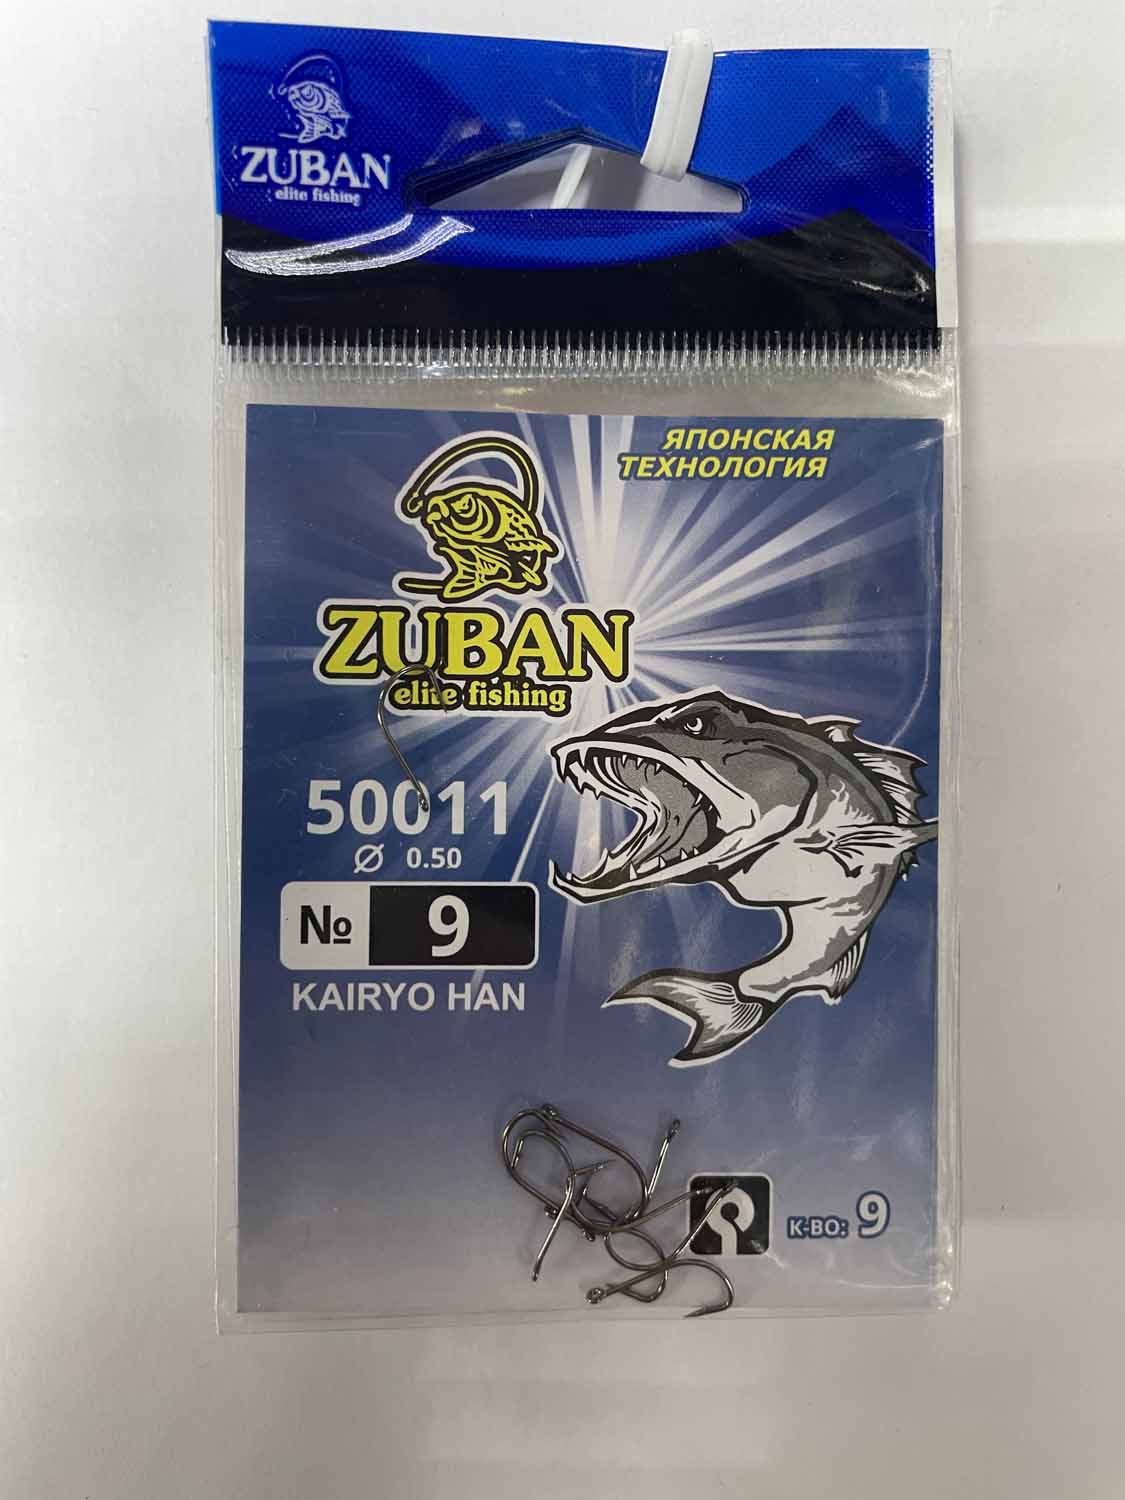 ZUBAN
elite fishing
ЯПОНСКАЯ
ТЕХНОЛОГИЯ
ZUBAN
elite fishing
50011
Ø 0.50
№ 9
KAIRYO HAN
К-ВО: 9